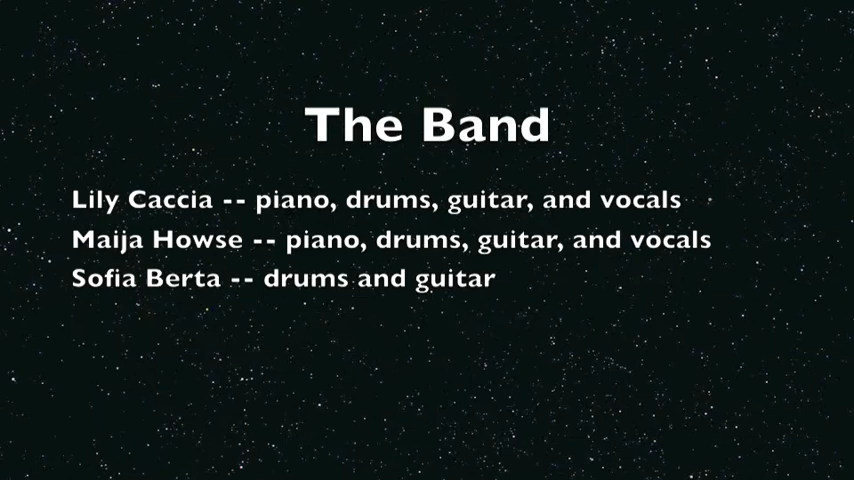 The Band
Lily Caccia -- piano, drums, guitar, and vocals
Maija Howse -- piano, drums, guitar, and vocals
Sofia Berta -- drums and guitar